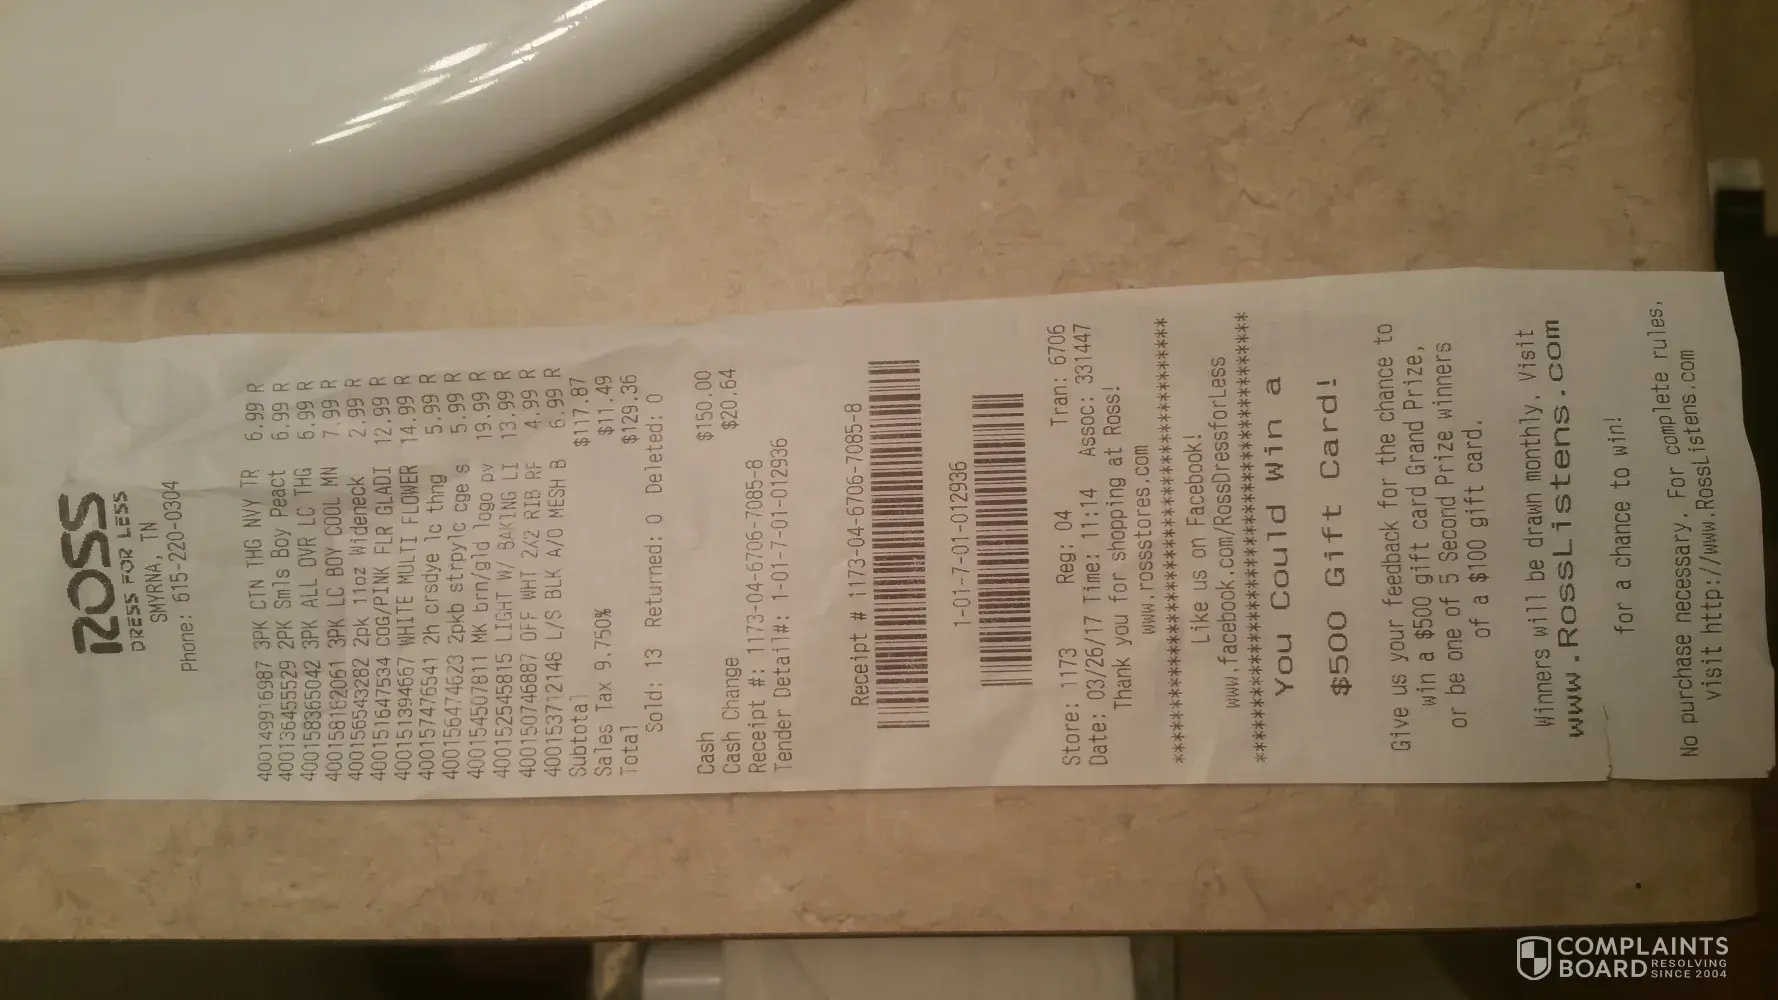 ROSS
DRESS FOR LESS
SMYRNA, TN
Phone: 615-220-0304
400149916987 3PK CTN THG NVY TR 6.99 R
400136455529 2PK Smls Boy Peact 6.99 R
400158365042 3PK ALL OVR LC THG 6.99 R
400158162061 3PK LC BOY COOL MN 7.99 R
400156543282 2pk 11oz Wideneck 2.99 R
400151647534 COG/PINK FLR GLADI 12.99 R
400151394667 WHITE MULTI FLOWER 14.99 R
400157476541 2h crsdye lc thng 5.99 R
400156474623 2pkb strpylc cge s 5.99 R
400154507811 MK brn/gld logo pv 19.99 R
400152545815 LIGHT W/ BAKING LI 13.99 R
400150746887 OFF WHT 2X2 RIB RF 4.99 R
400153712146 L/S BLK A/O MESH B 6.99 R
Subtotal $117.87
Sales Tax 9.750% $11.49
Total $129.36
Sold: 13 Returned: 0 Deleted: 0
Cash $150.00
Cash Change $20.64
Receipt #: 1173-04-6706-7085-8
Tender Detail#: 1-01-7-01-012936
Receipt # 1173-04-6706-7085-8
1-01-7-01-012936
Store: 1173 Reg: 04 Tran: 6706
Date: 03/26/17 Time: 11:14 Assoc: 331447
Thank you for shopping at Ross!
www.rossstores.com
****************************************
Like us on Facebook!
www.facebook.com/RossDressforLess
****************************************
You Could Win a
$500 Gift Card!
Give us your feedback for the chance to
win a $500 gift card Grand Prize,
or be one of 5 Second Prize winners
of a $100 gift card.
Winners will be drawn monthly. Visit
www.RossListens.com
for a chance to win!
No purchase necessary. For complete rules,
visit http://www.RossListens.com
COMPLAINTS
BOARD RESOLVING
SINCE 2004